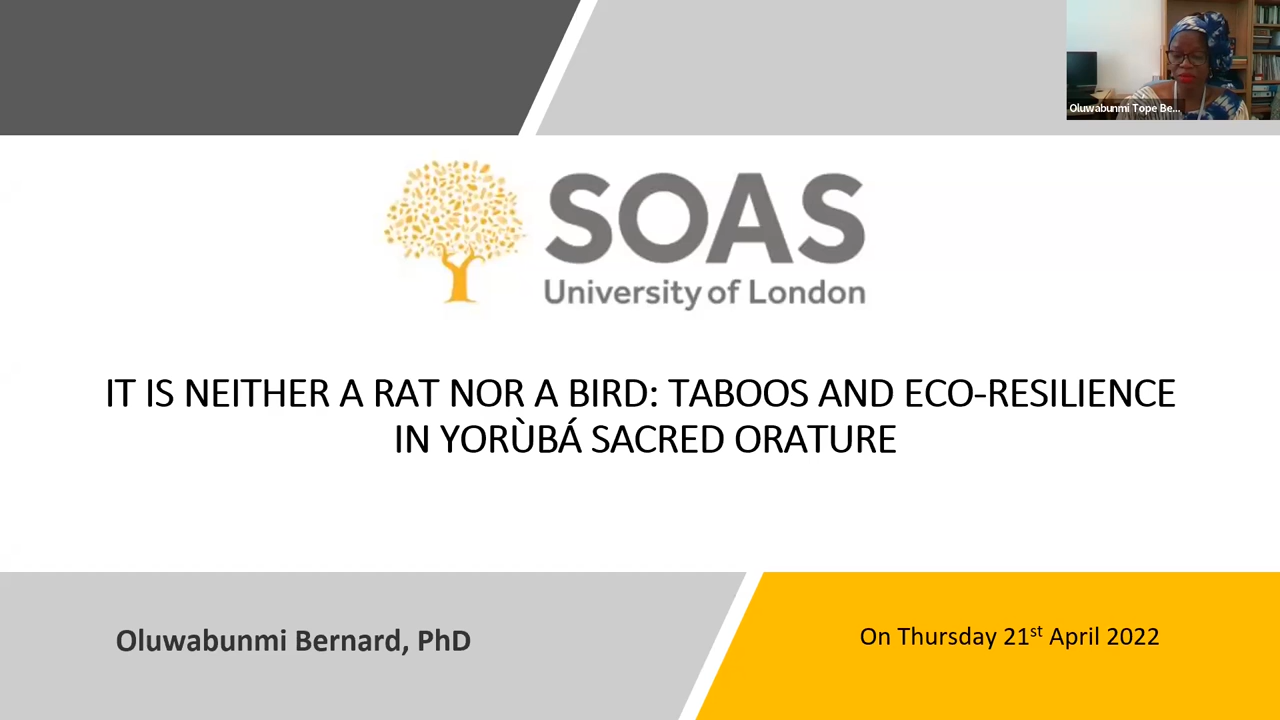 Oluwabunmi Tope Be...
SOAS
University of London
IT IS NEITHER A RAT NOR A BIRD: TABOOS AND ECO-RESILIENCE
IN YORÙBÁ SACRED ORATURE
Oluwabunmi Bernard, PhD
On Thursday 21st April 2022